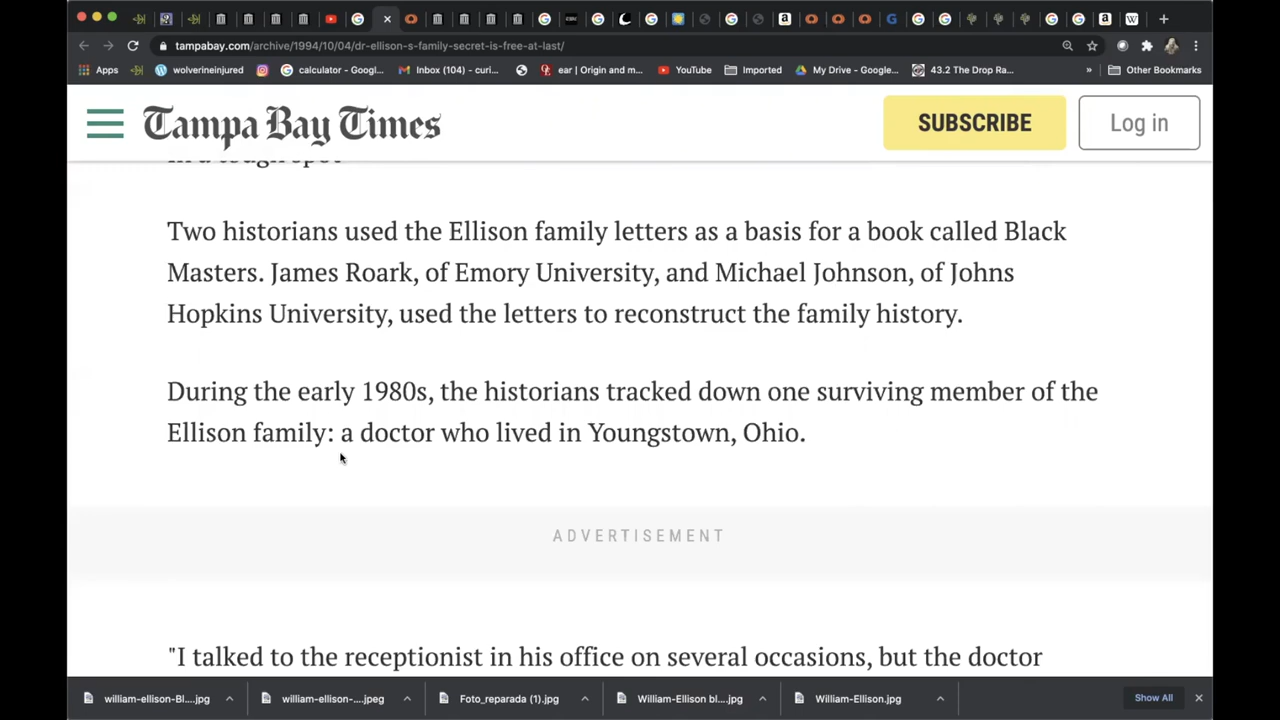 tampabay.com/archive/1994/10/04/dr-ellison-s-family-secret-is-free-at-last/
Apps
wolverineinjured
calculator - Googl...
Inbox (104) - curi...
ear | Origin and m...
YouTube
Imported
My Drive - Google...
43.2 The Drop Ra...
»
Other Bookmarks
Tampa Bay Times
SUBSCRIBE
Log in
Two historians used the Ellison family letters as a basis for a book called Black
Masters. James Roark, of Emory University, and Michael Johnson, of Johns
Hopkins University, used the letters to reconstruct the family history.
During the early 1980s, the historians tracked down one surviving member of the
Ellison family: a doctor who lived in Youngstown, Ohio.
ADVERTISEMENT
"I talked to the receptionist in his office on several occasions, but the doctor
william-ellison-Bl....jpg
william-ellison-....jpeg
Foto_reparada (1).jpg
William-Ellison bl....jpg
William-Ellison.jpg
Show All